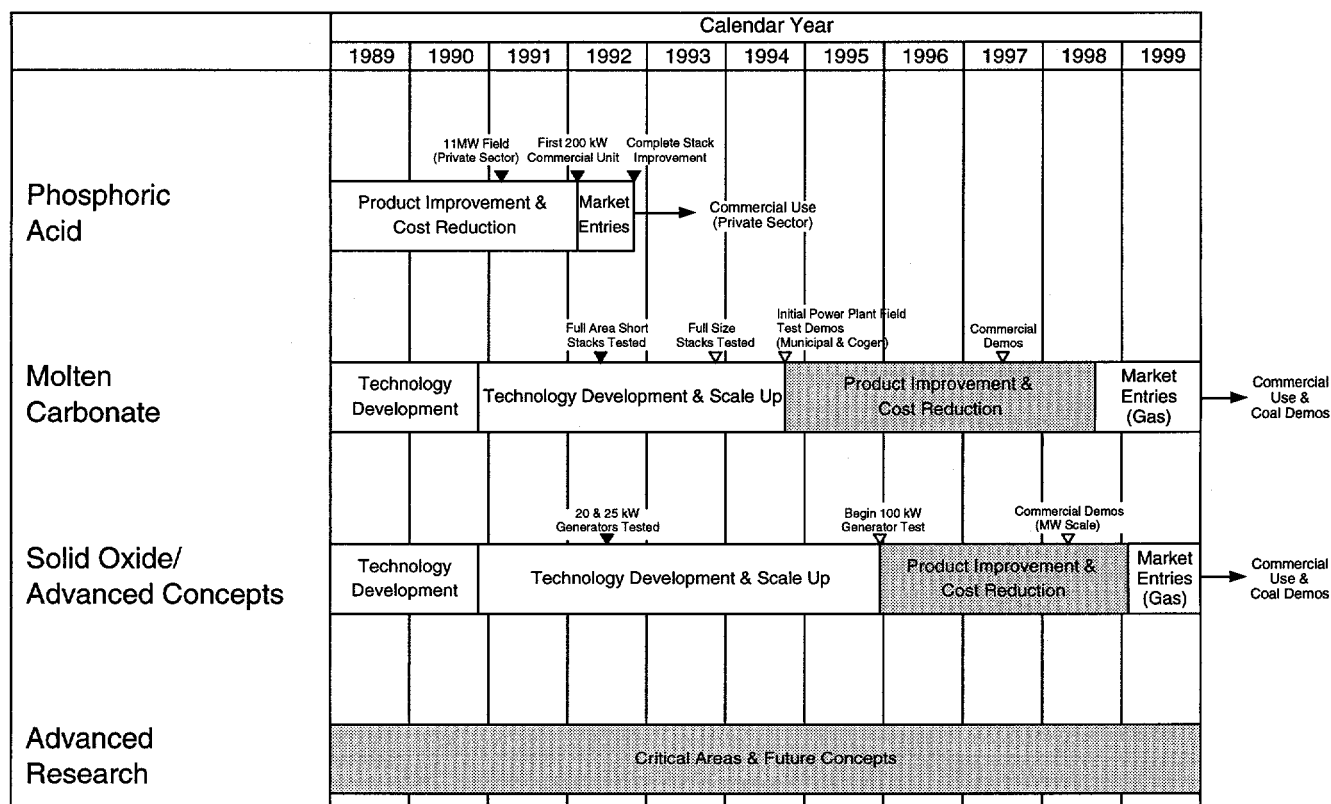 Calendar Year
1989 1990 1991 1992 1993 1994 1995 1996 1997 1998 1999
Phosphoric
Acid
11MW Field
(Private Sector)
First 200 kW
Commercial Unit
Complete Stack
Improvement
Product Improvement &
Cost Reduction
Market
Entries
Commercial Use
(Private Sector)
Molten
Carbonate
Full Area Short
Stacks Tested
Full Size
Stacks Tested
Initial Power Plant Field
Test Demos
(Municipal & Cogen)
Commercial
Demos
Technology
Development
Technology Development & Scale Up
Product Improvement &
Cost Reduction
Market
Entries
(Gas)
Commercial
Use &
Coal Demos
Solid Oxide/
Advanced Concepts
20 & 25 kW
Generators Tested
Begin 100 kW
Generator Test
Commercial Demos
(MW Scale)
Technology
Development
Technology Development & Scale Up
Product Improvement &
Cost Reduction
Market
Entries
(Gas)
Commercial
Use &
Coal Demos
Advanced
Research
Critical Areas & Future Concepts